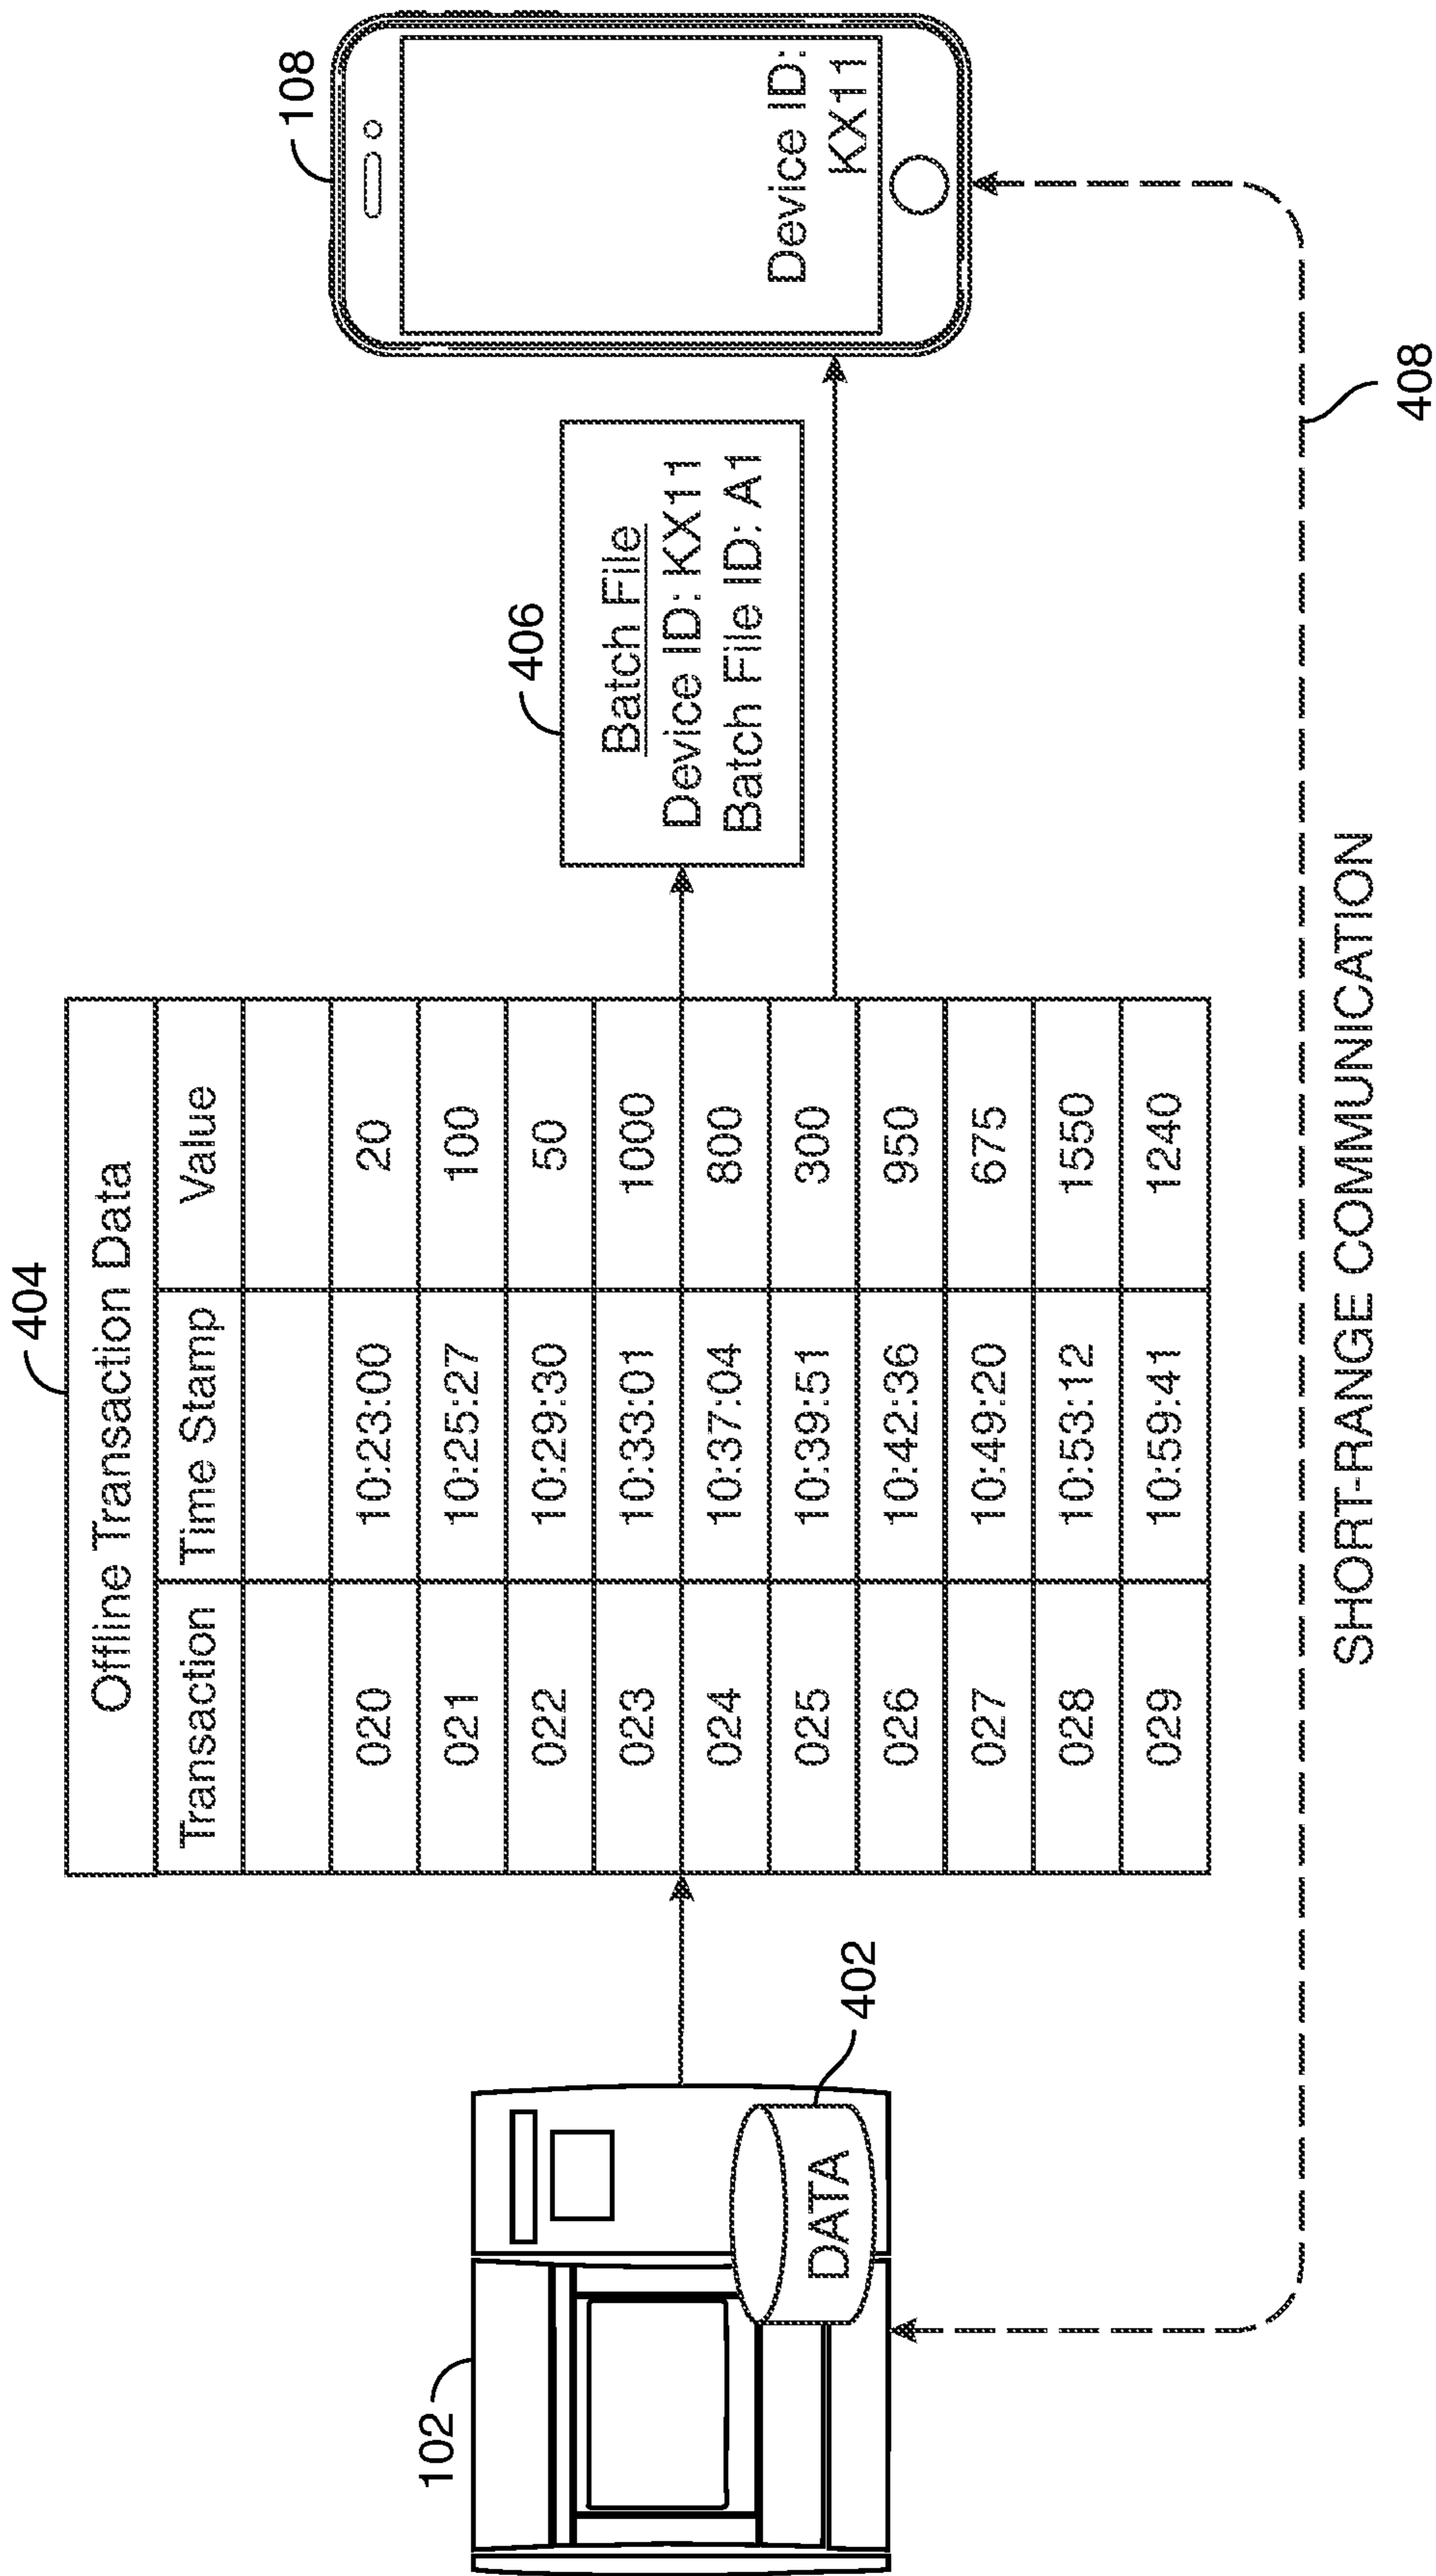 404
Offline Transaction Data
Transaction Time Stamp Value
020 10:23:00 20
021 10:25:27 100
022 10:29:30 50
023 10:33:01 1000
024 10:37:04 800
025 10:39:51 300
026 10:42:36 950
027 10:49:20 675
028 10:53:12 1550
029 10:59:41 1240
102
DATA
402
406
Batch File
Device ID: KX11
Batch File ID: A1
108
Device ID:
KX11
SHORT-RANGE COMMUNICATION
408